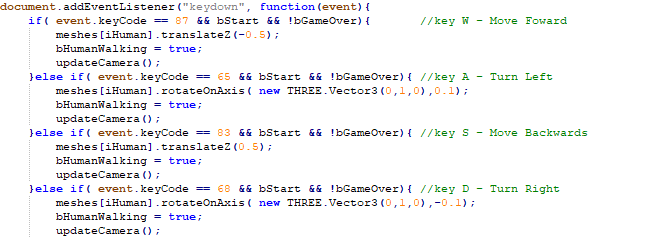 document.addEventListener("keydown", function(event){
if( event.keyCode == 87 && bStart && !bGameOver){ //key W - Move Foward
meshes[iHuman].translateZ(-0.5);
bHumanWalking = true;
updateCamera();
}else if( event.keyCode == 65 && bStart && !bGameOver){ //key A - Turn Left
meshes[iHuman].rotateOnAxis( new THREE.Vector3(0,1,0),0.1);
bHumanWalking = true;
updateCamera();
}else if( event.keyCode == 83 && bStart && !bGameOver){ //key S - Move Backwards
meshes[iHuman].translateZ(0.5);
bHumanWalking = true;
updateCamera();
}else if( event.keyCode == 68 && bStart && !bGameOver){ //key D - Turn Right
meshes[iHuman].rotateOnAxis( new THREE.Vector3(0,1,0),-0.1);
bHumanWalking = true;
updateCamera();